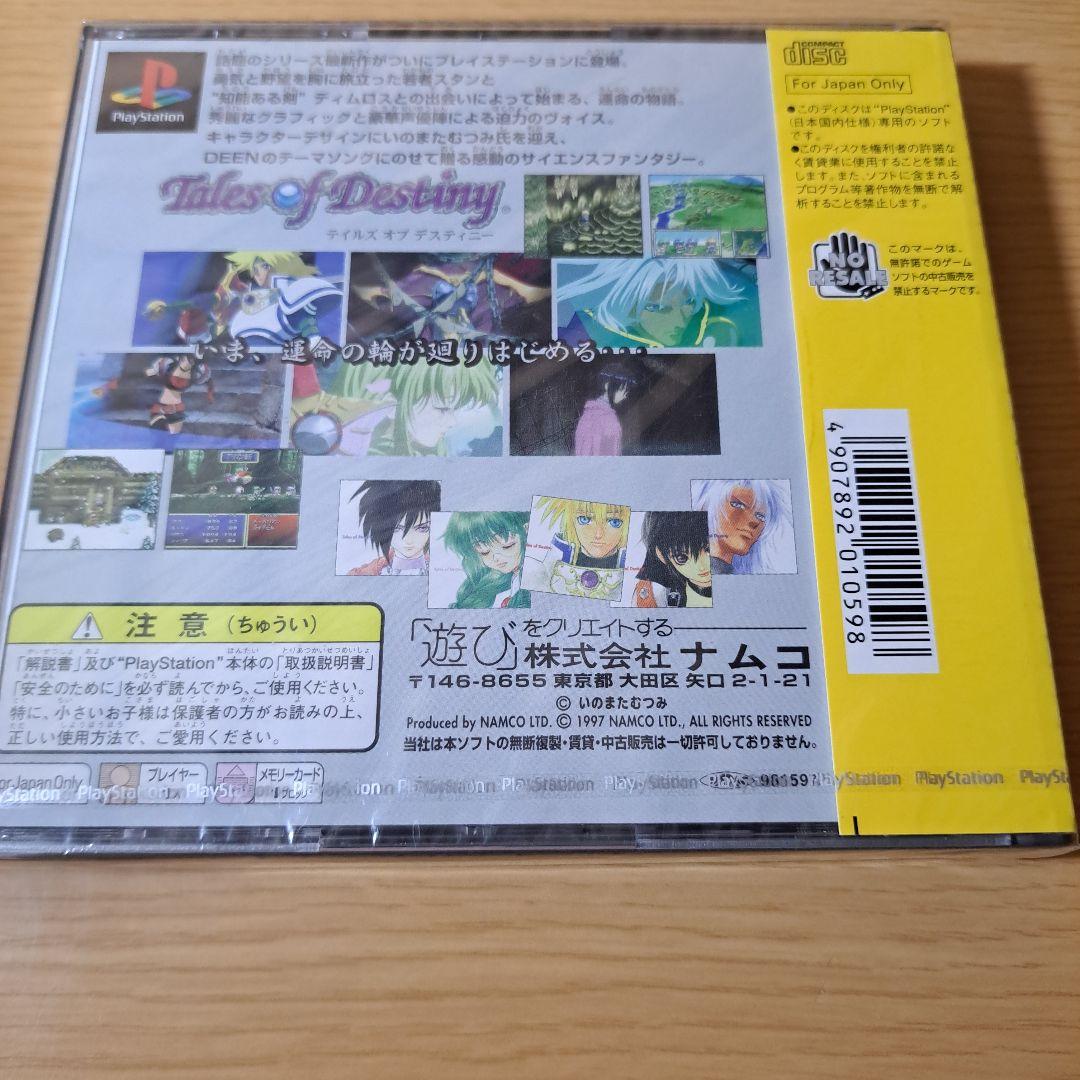 PlayStation
話題のシリーズ最新作がついにプレイステーションに登場。
勇気と野望を胸に旅立った若者スタンと
“知能ある剣”ディムロスとの出会いによって始まる、運命の物語。
秀麗なグラフィックと豪華声優陣による迫力のヴォイス。
キャラクターデザインにいのまたむつみ氏を迎え、
DEENのテーマソングにのせて贈る感動のサイエンスファンタジー。
Tales of Destiny
テイルズ オブ デスティニー
いま、運命の輪が廻りはじめる・・・
注意(ちゅうい)
「解説書」及び“PlayStation”本体の「取扱説明書」
「安全のために」を必ず読んでから、ご使用ください。
特に、小さいお子様は保護者の方がお読みの上、
正しい使用方法で、ご愛用ください。
「遊び」をクリエイトする
株式会社ナムコ
〒146-8655 東京都 大田区 矢口 2-1-21
© いのまたむつみ
Produced by NAMCO LTD. © 1997 NAMCO LTD., ALL RIGHTS RESERVED
当社は本ソフトの無断複製・賃貸・中古販売は一切許可しておりません。
For Japan Only
プレイヤー
メモリーカード
PlayStation PlayStation PlayStation PlayStation PlayStation PlayStation
COMPACT
disc
For Japan Only
●このディスクは“PlayStation”
(日本国内仕様)専用のソフト
です。
●このディスクを権利者の許諾な
く賃貸業に使用することを禁止
します。また、ソフトに含まれる
プログラム等著作物を無断で解
析することを禁止します。
NO
RESALE
このマークは、
無許諾でのゲーム
ソフトの中古販売を
禁止するマークです。
4 907892 010598